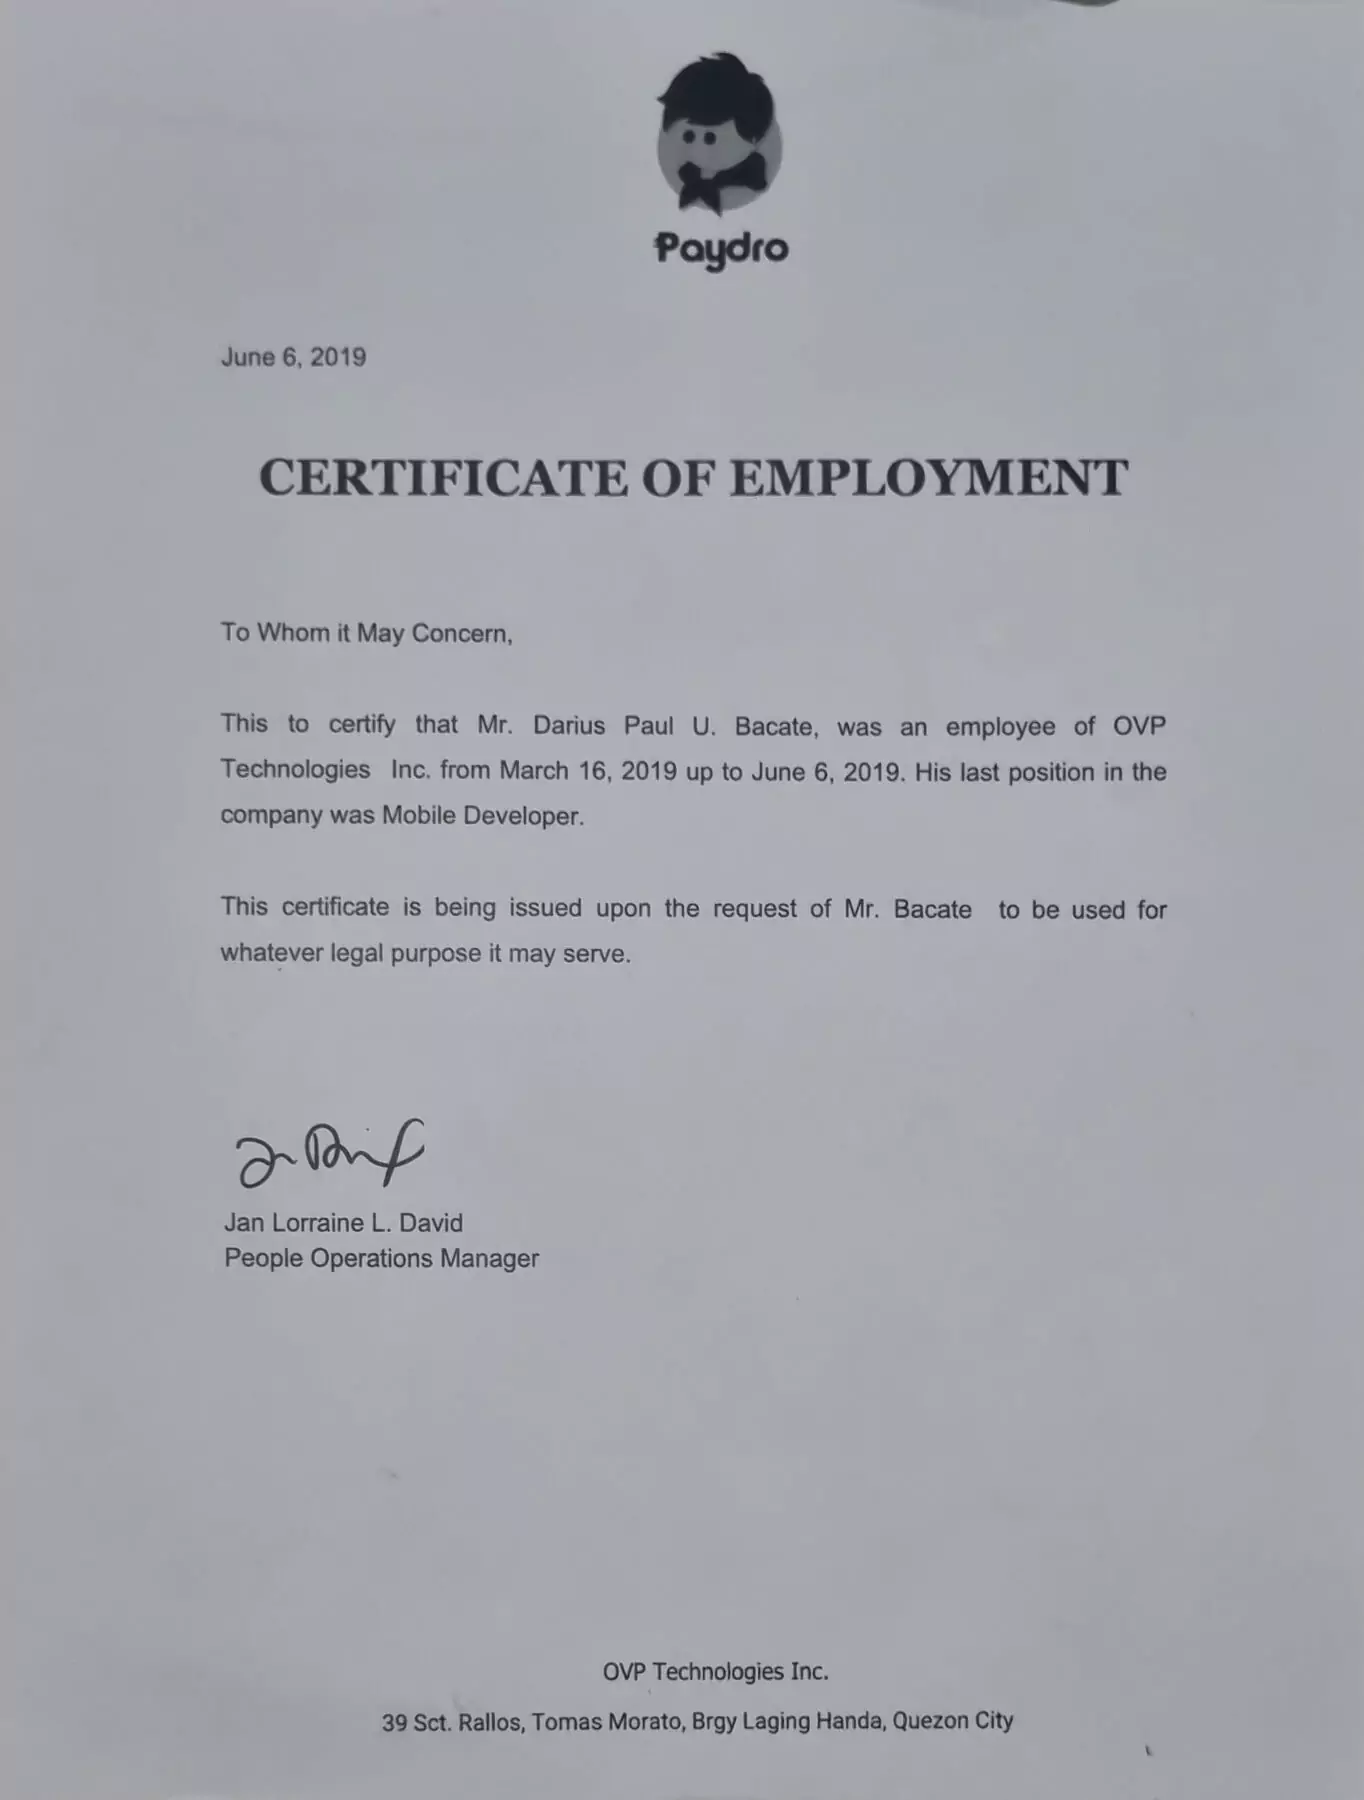 Paydro
June 6, 2019
CERTIFICATE OF EMPLOYMENT
To Whom it May Concern,
This to certify that Mr. Darius Paul U. Bacate, was an employee of OVP
Technologies Inc. from March 16, 2019 up to June 6, 2019. His last position in the
company was Mobile Developer.
This certificate is being issued upon the request of Mr. Bacate to be used for
whatever legal purpose it may serve.
Jan Lorraine L. David
People Operations Manager
OVP Technologies Inc.
39 Sct. Rallos, Tomas Morato, Brgy Laging Handa, Quezon City